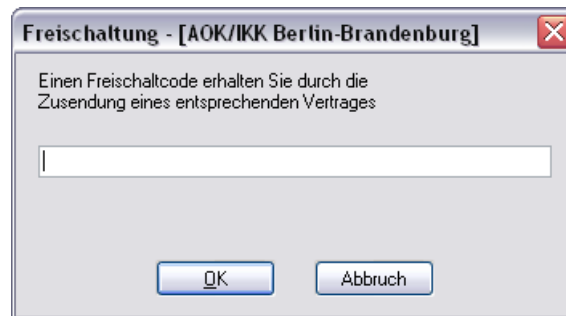 Freischaltung - [AOK/IKK Berlin-Brandenburg]
Einen Freischaltcode erhalten Sie durch die
Zusendung eines entsprechenden Vertrages
OK
Abbruch